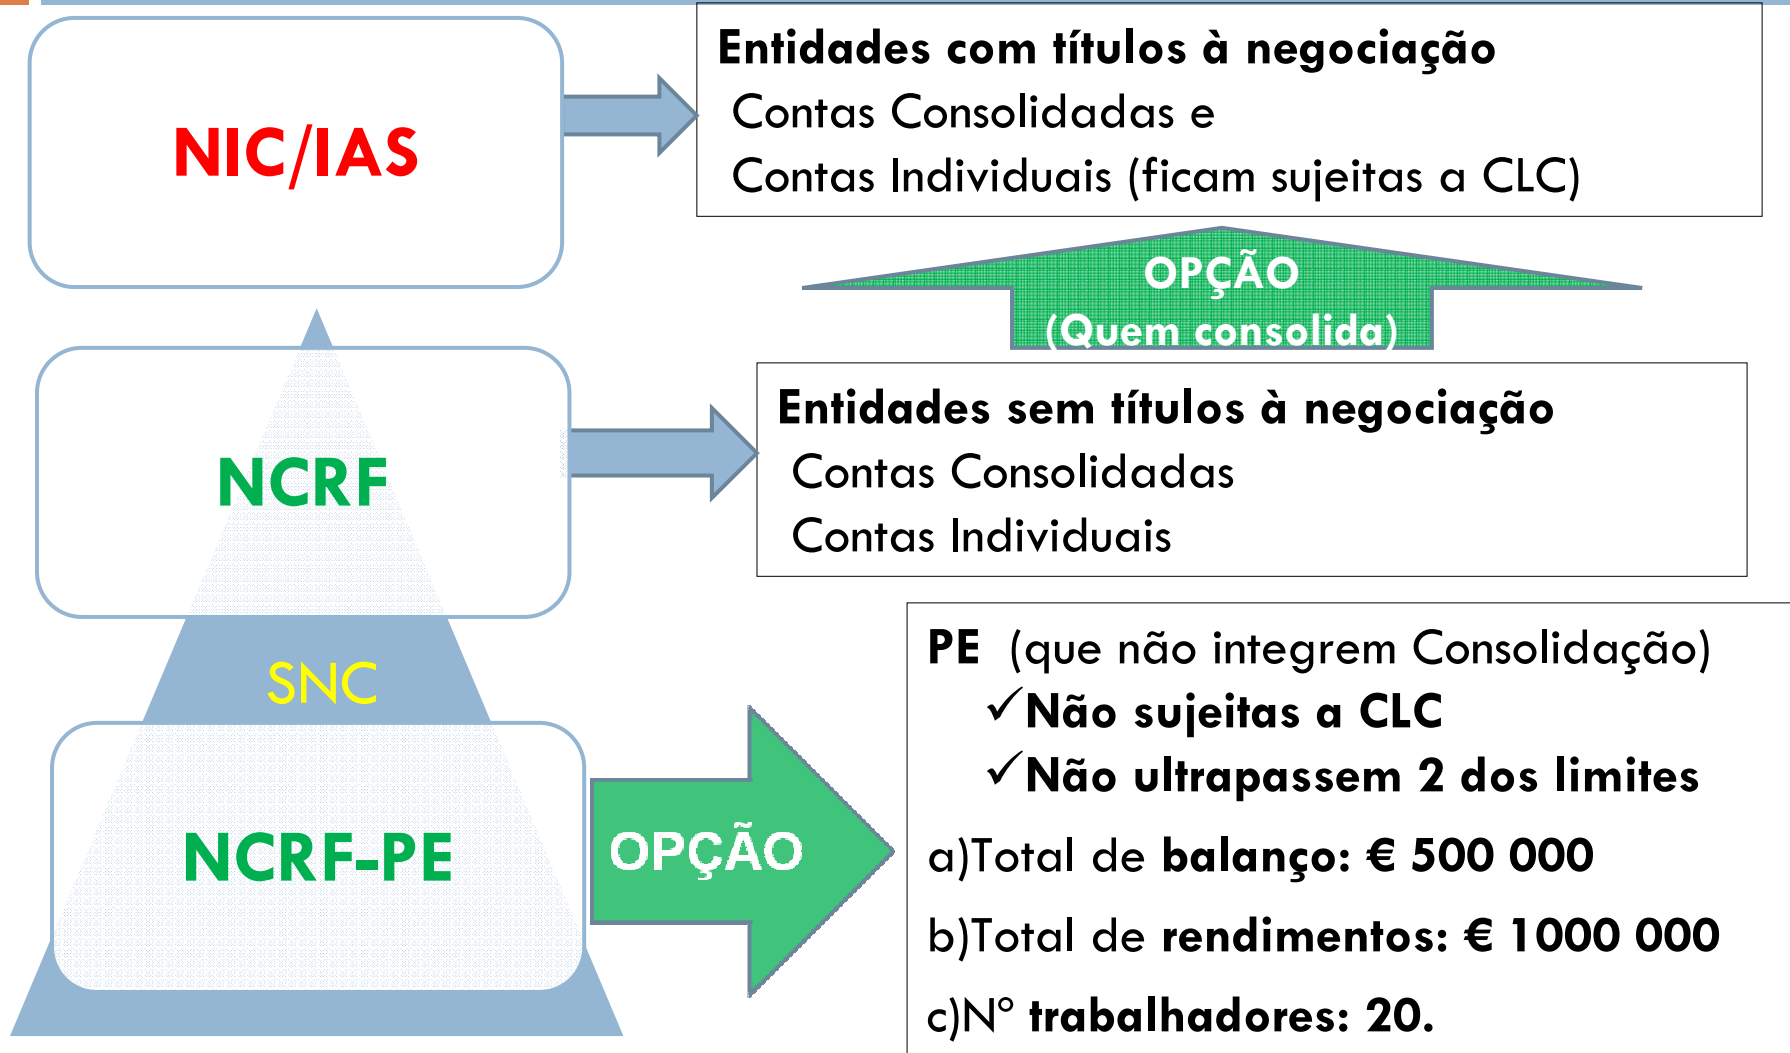 NIC/IAS
Entidades com títulos à negociação
Contas Consolidadas e
Contas Individuais (ficam sujeitas a CLC)
OPÇÃO
(Quem consolida)
NCRF
Entidades sem títulos à negociação
Contas Consolidadas
Contas Individuais
SNC
NCRF-PE
OPÇÃO
PE (que não integrem Consolidação)
✓Não sujeitas a CLC
✓Não ultrapassem 2 dos limites
a)Total de balanço: € 500 000
b)Total de rendimentos: € 1000 000
c)Nº trabalhadores: 20.